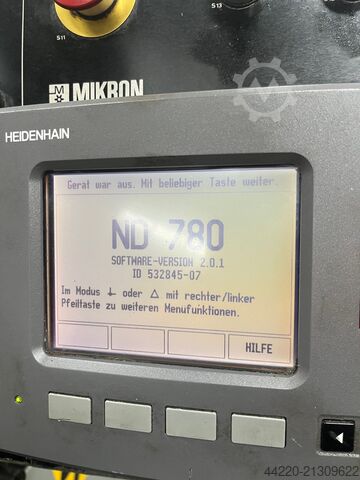 S11
S13
MIKRON
HEIDENHAIN
Gerät war aus. Mit beliebiger Taste weiter.
ND 780
SOFTWARE-VERSION 2.0.1
ID 532845-07
Im Modus oder △ mit rechter/linker
Pfeiltaste zu weiteren Menufunktionen.
HILFE
44220-21309622